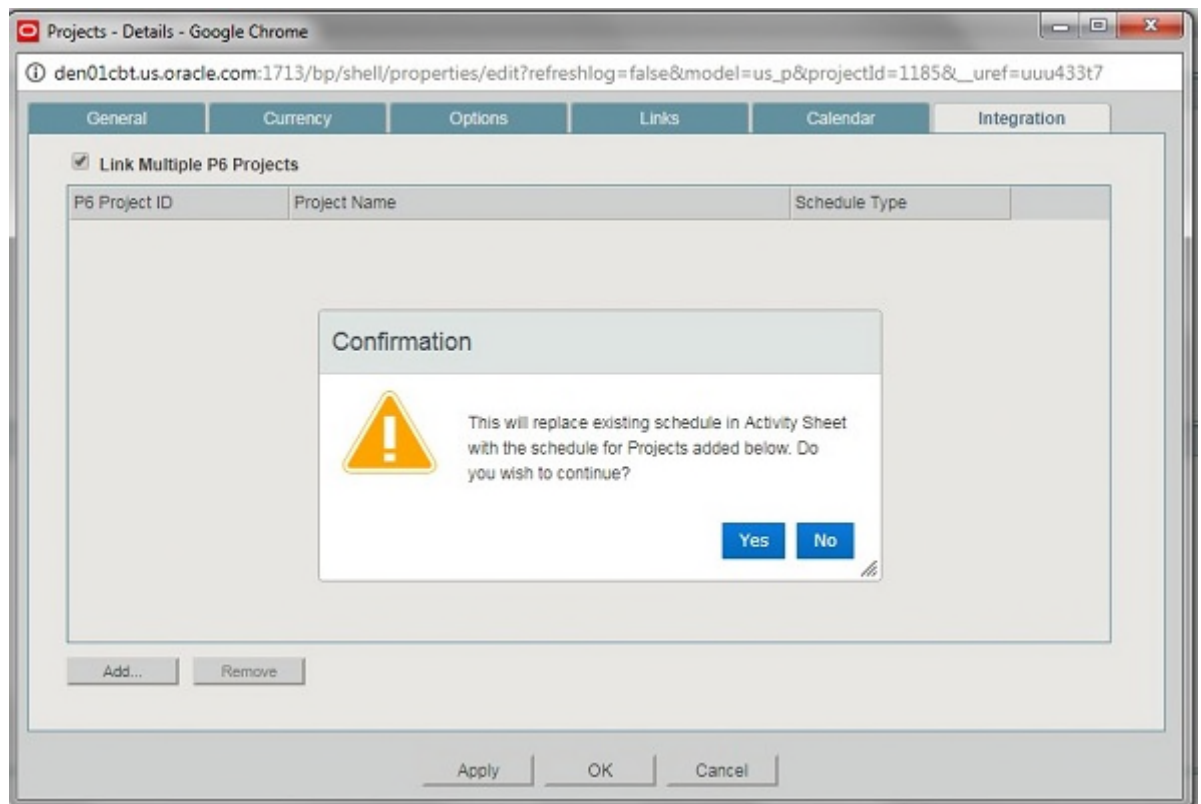 Projects - Details - Google Chrome
den01cbt.us.oracle.com:1713/bp/shell/properties/edit?refreshlog=false&model=us_p&projectId=1185&__uref=uuu433t7
General Currency Options Links Calendar Integration
Link Multiple P6 Projects
P6 Project ID Project Name Schedule Type
Confirmation
This will replace existing schedule in Activity Sheet
with the schedule for Projects added below. Do
you wish to continue?
Yes No
Add... Remove
Apply OK Cancel